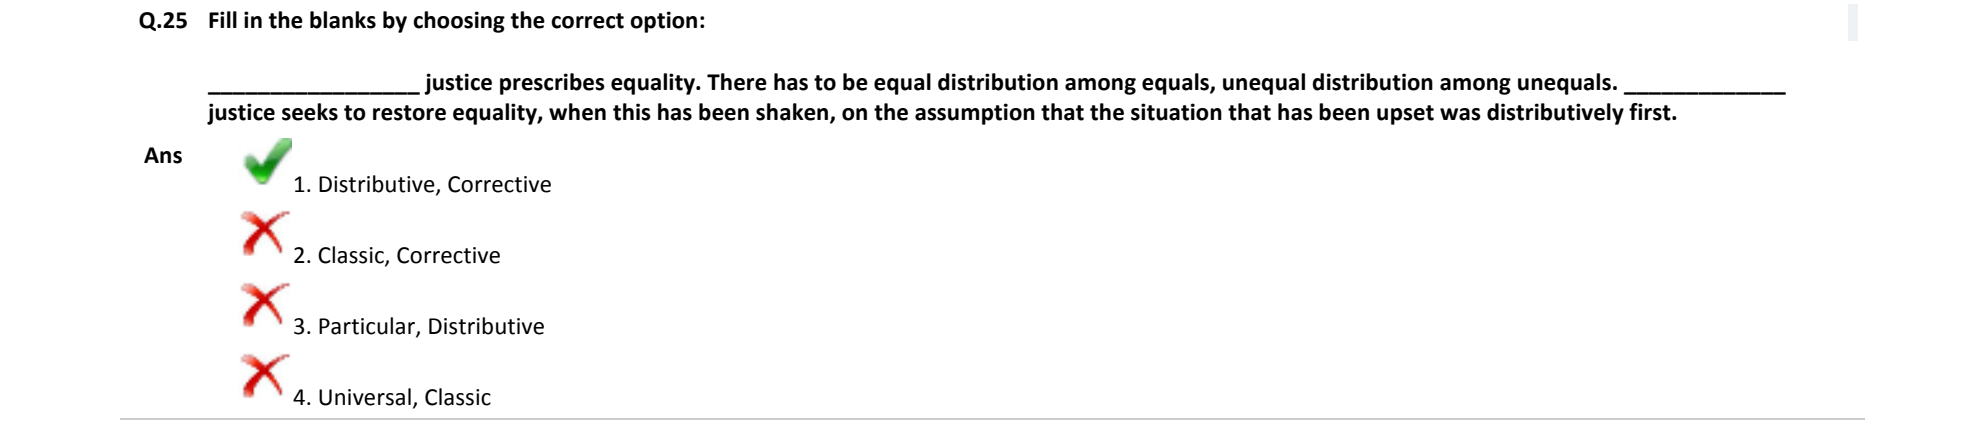 Q.25 Fill in the blanks by choosing the correct option:
_________________ justice prescribes equality. There has to be equal distribution among equals, unequal distribution among unequals. _____________
justice seeks to restore equality, when this has been shaken, on the assumption that the situation that has been upset was distributively first.
Ans
1. Distributive, Corrective
2. Classic, Corrective
3. Particular, Distributive
4. Universal, Classic